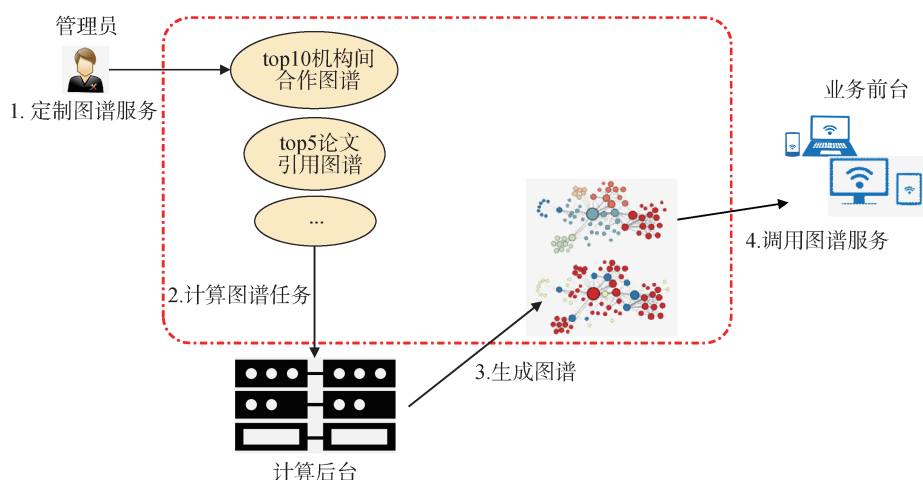 管理员
1. 定制图谱服务
top10机构间
合作图谱
top5论文
引用图谱
...
2.计算图谱任务
计算后台
3.生成图谱
业务前台
4.调用图谱服务